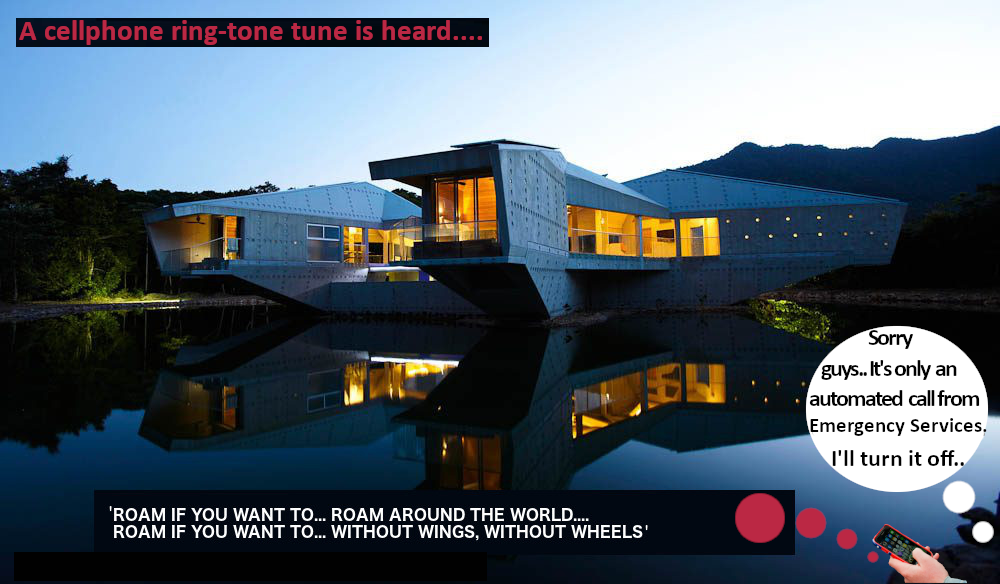 A cellphone ring-tone tune is heard....
Sorry
guys.. It's only an
automated call from
Emergency Services.
I'll turn it off..
'ROAM IF YOU WANT TO... ROAM AROUND THE WORLD....
ROAM IF YOU WANT TO... WITHOUT WINGS, WITHOUT WHEELS'